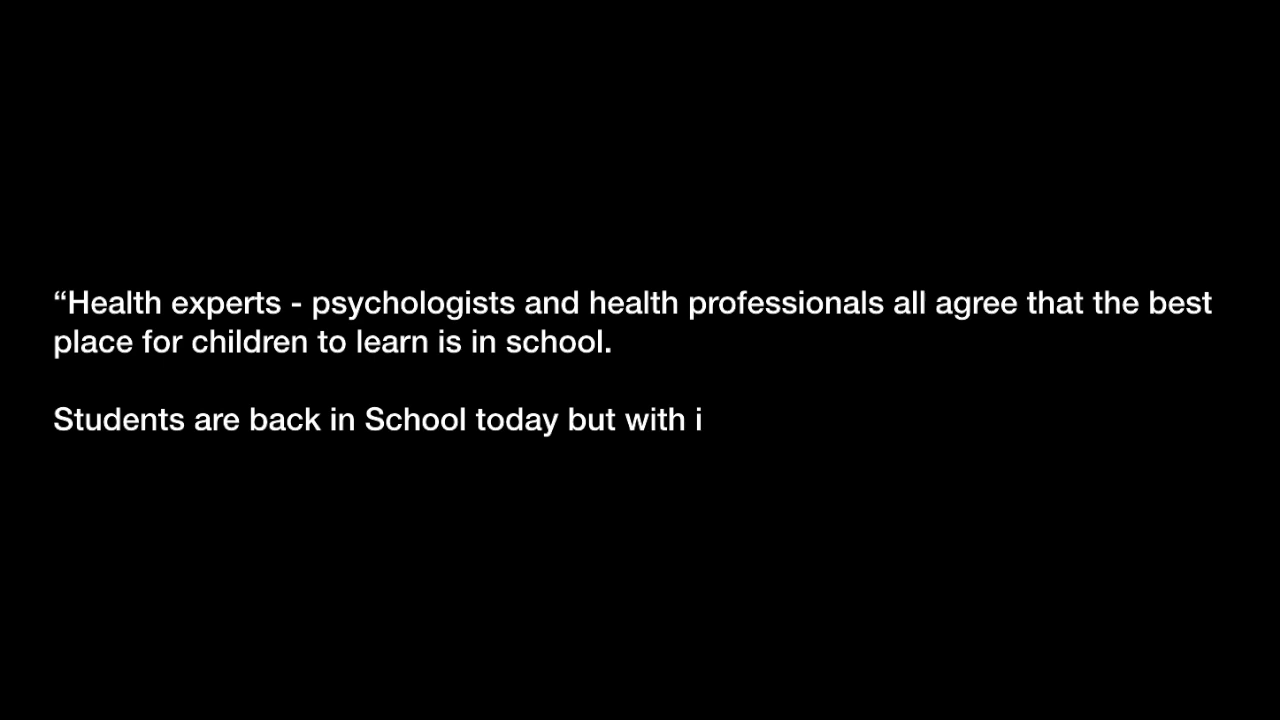 “Health experts - psychologists and health professionals all agree that the best
place for children to learn is in school.
Students are back in School today but with i